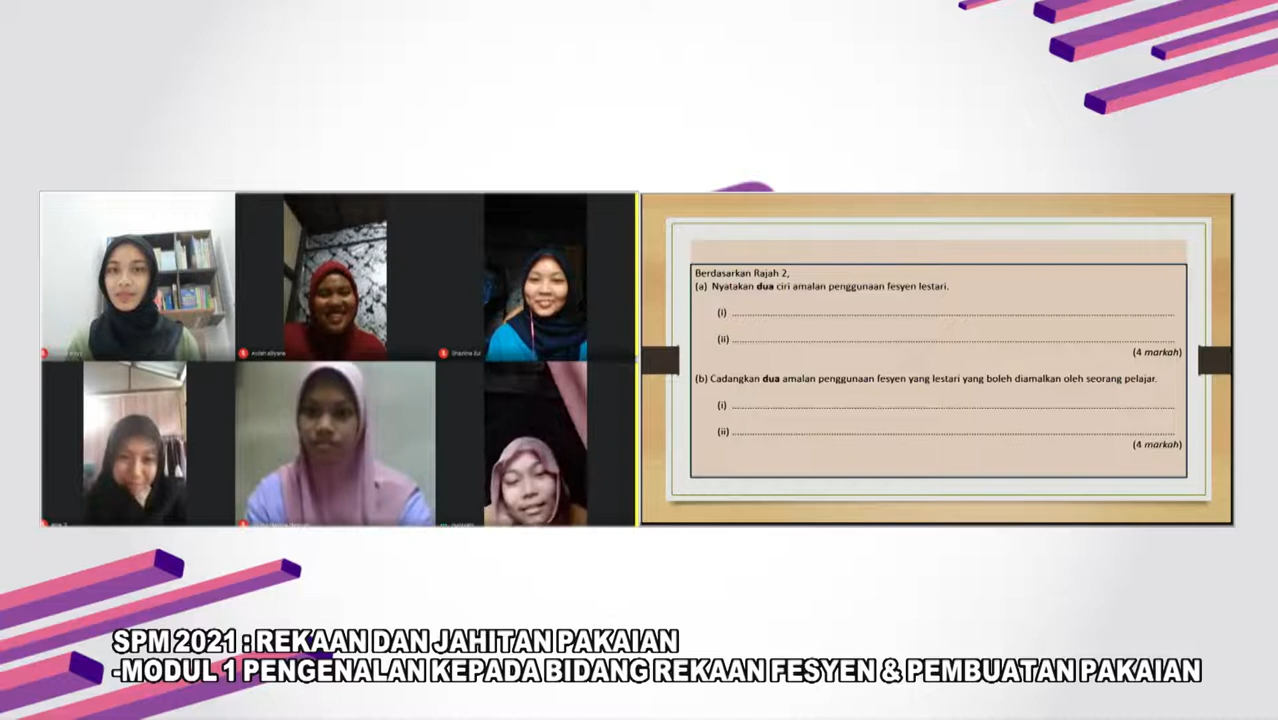 Berdasarkan Rajah 2,
(a) Nyatakan dua ciri amalan penggunaan fesyen lestari.
(i) ........................................................................
(ii) ........................................................................
(4 markah)
(b) Cadangkan dua amalan penggunaan fesyen yang lestari yang boleh diamalkan oleh seorang pelajar.
(i) ........................................................................
(ii) ........................................................................
(4 markah)
SPM 2021 : REKAAN DAN JAHITAN PAKAIAN
-MODUL 1 PENGENALAN KEPADA BIDANG REKAAN FESYEN & PEMBUATAN PAKAIAN